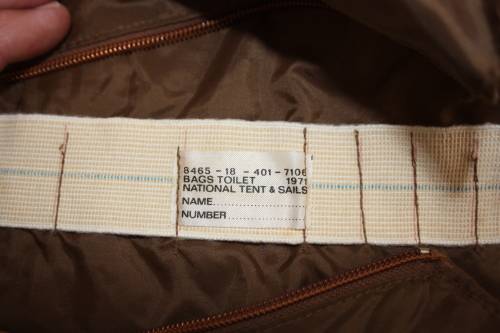 8465-18-401-7106
BAGS TOILET 1971
NATIONAL TENT & SAILS
NAME
NUMBER